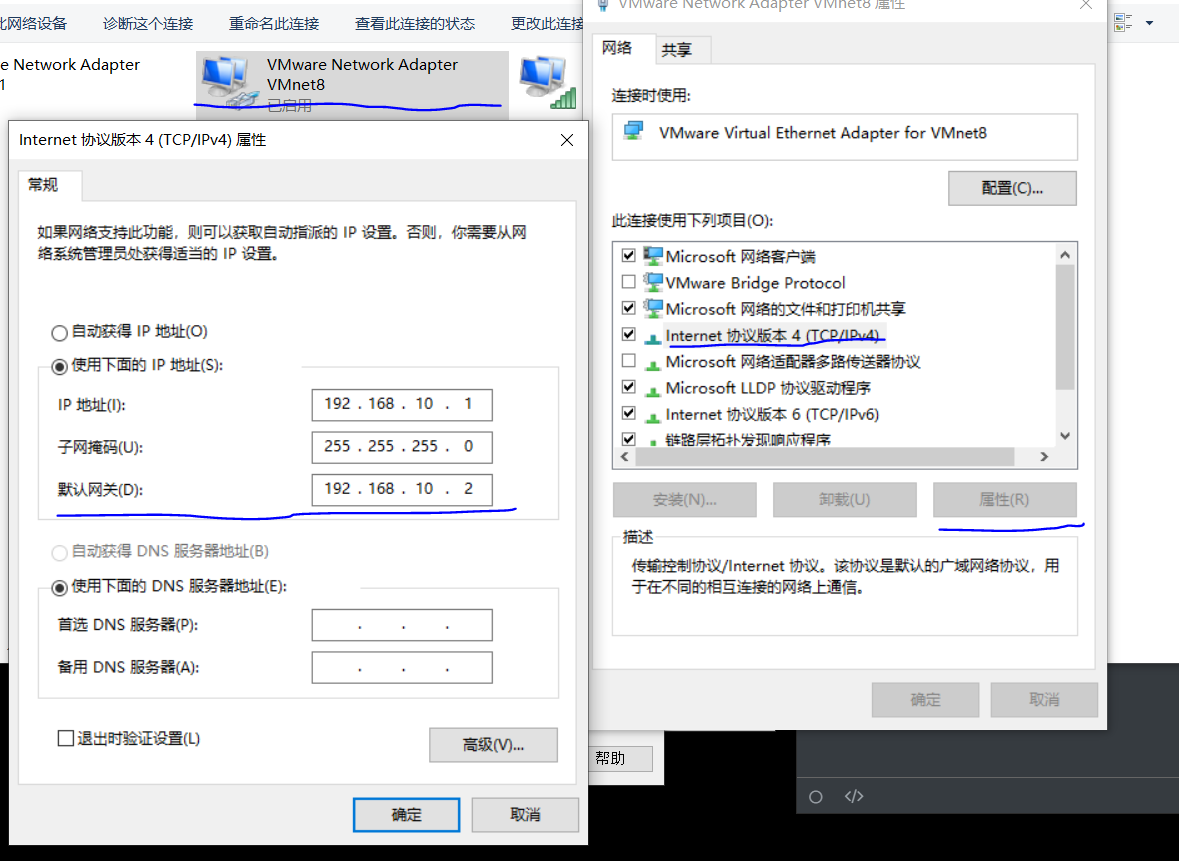 此网络设备 诊断这个连接 重命名此连接 查看此连接的状态 更改此连接
e Network Adapter
1
VMware Network Adapter
VMnet8
已启用
Internet 协议版本 4 (TCP/IPv4) 属性
常规
如果网络支持此功能，则可以获取自动指派的 IP 设置。否则，你需要从网
络系统管理员处获得适当的 IP 设置。
自动获得 IP 地址(O)
使用下面的 IP 地址(S):
IP 地址(I): 192 . 168 . 10 . 1
子网掩码(U): 255 . 255 . 255 . 0
默认网关(D): 192 . 168 . 10 . 2
自动获得 DNS 服务器地址(B)
使用下面的 DNS 服务器地址(E):
首选 DNS 服务器(P): . . .
备用 DNS 服务器(A): . . .
退出时验证设置(L)
高级(V)...
确定 取消
VMware Network Adapter VMnet8 属性
网络 共享
连接时使用:
VMware Virtual Ethernet Adapter for VMnet8
配置(C)...
此连接使用下列项目(O):
Microsoft 网络客户端
VMware Bridge Protocol
Microsoft 网络的文件和打印机共享
Internet 协议版本 4 (TCP/IPv4)
Microsoft 网络适配器多路传送器协议
Microsoft LLDP 协议驱动程序
Internet 协议版本 6 (TCP/IPv6)
链路层拓扑发现响应程序
安装(N)... 卸载(U) 属性(R)
描述
传输控制协议/Internet 协议。该协议是默认的广域网络协议，用
于在不同的相互连接的网络上通信。
确定 取消
帮助
</>